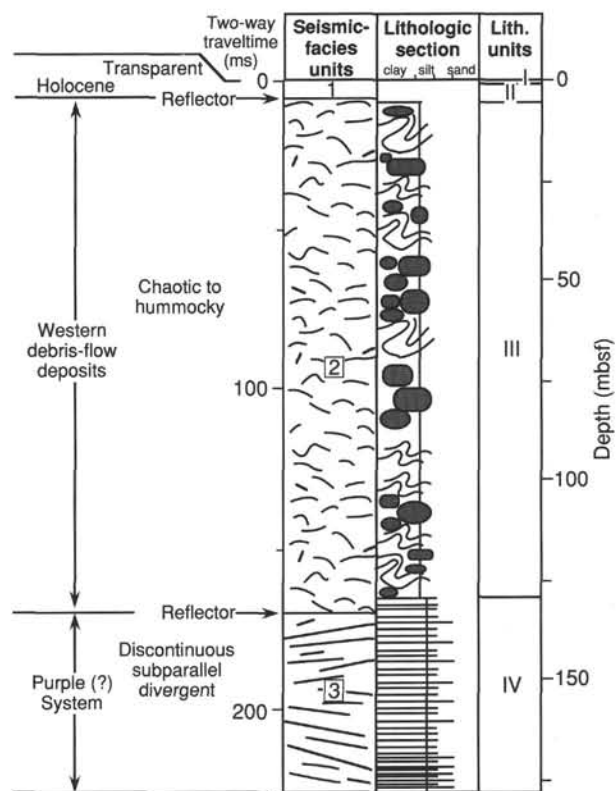 Two-way
traveltime
(ms)
Seismic-
facies
units
Lithologic
section
clay silt sand
Lith.
units
Transparent
0
I
0
Holocene
Reflector
1
II
Chaotic to
hummocky
50
Western
debris-flow
deposits
2
III
100
Depth (mbsf)
100
Reflector
Discontinuous
subparallel
divergent
Purple (?)
System
3
IV
150
200